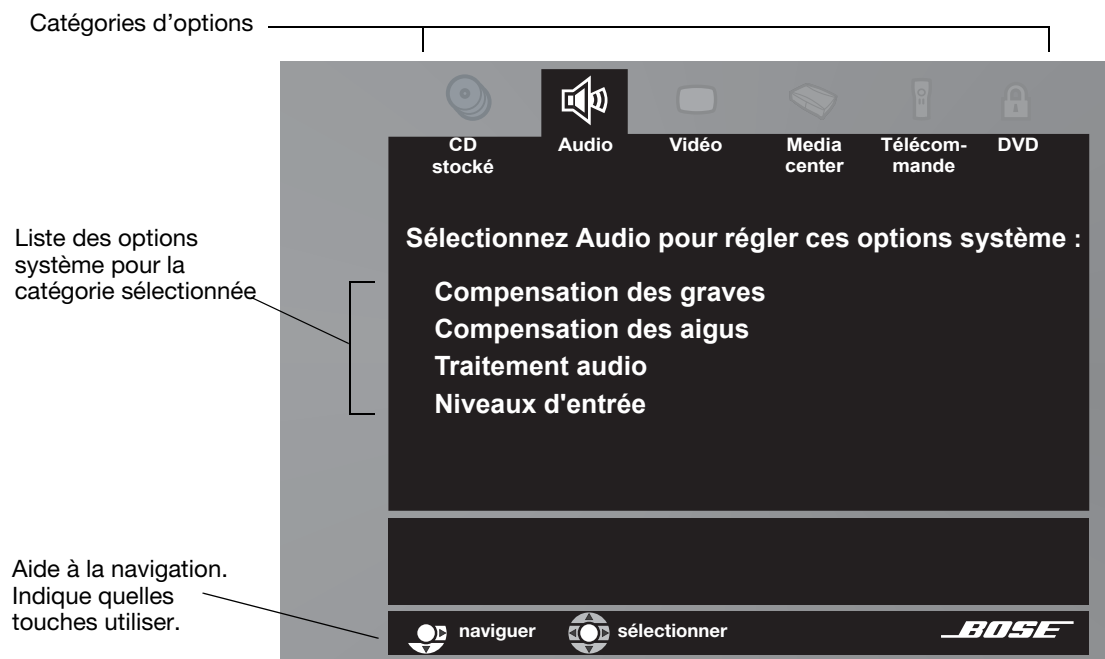 Catégories d’options
CD
stocké
Audio
Vidéo
Media
center
Télécom-
mande
DVD
Liste des options
système pour la
catégorie sélectionnée
Sélectionnez Audio pour régler ces options système :
Compensation des graves
Compensation des aigus
Traitement audio
Niveaux d'entrée
Aide à la navigation.
Indique quelles
touches utiliser.
naviguer
sélectionner
BOSE